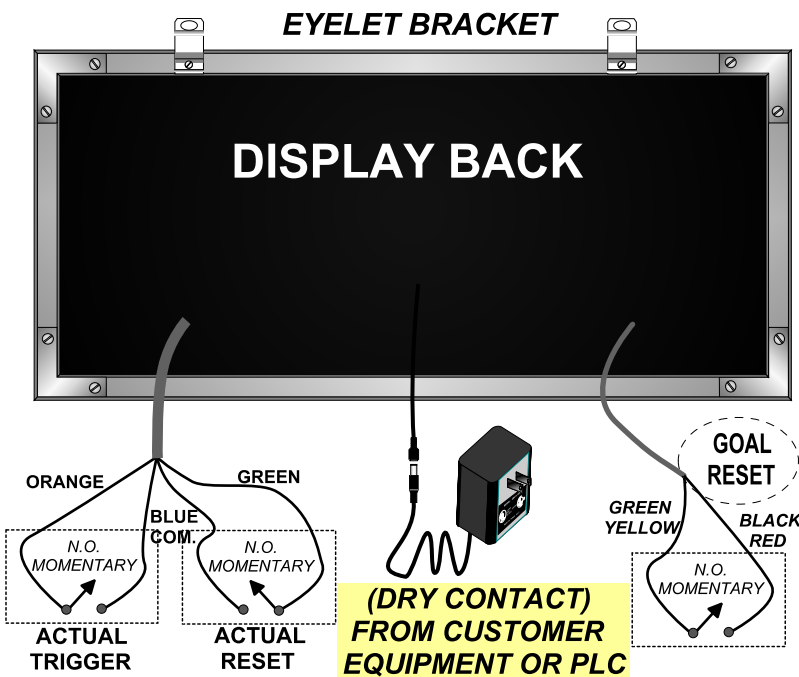 EYELET BRACKET
DISPLAY BACK
ORANGE
GREEN
BLUE
COM.
N.O.
MOMENTARY
ACTUAL
TRIGGER
N.O.
MOMENTARY
ACTUAL
RESET
(DRY CONTACT)
FROM CUSTOMER
EQUIPMENT OR PLC
GOAL
RESET
GREEN
YELLOW
BLACK
RED
N.O.
MOMENTARY